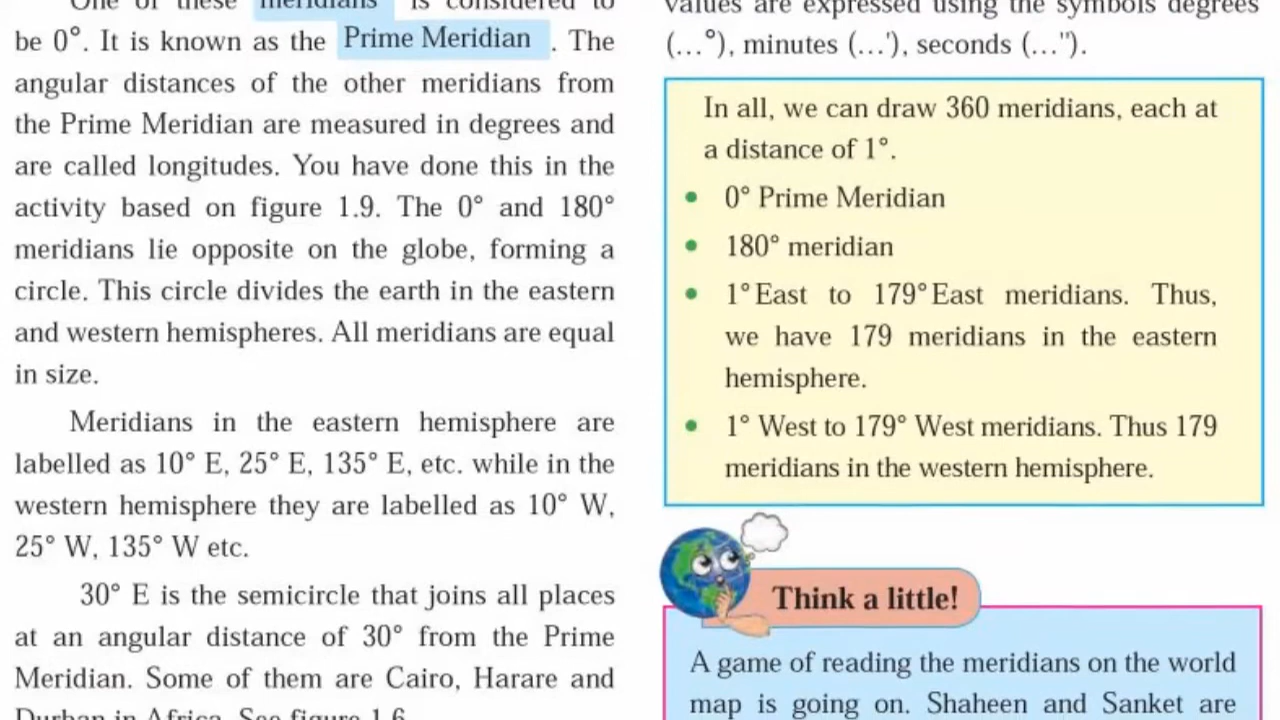 One of these meridians is considered to
be 0°. It is known as the Prime Meridian . The
angular distances of the other meridians from
the Prime Meridian are measured in degrees and
are called longitudes. You have done this in the
activity based on figure 1.9. The 0° and 180°
meridians lie opposite on the globe, forming a
circle. This circle divides the earth in the eastern
and western hemispheres. All meridians are equal
in size.
Meridians in the eastern hemisphere are
labelled as 10° E, 25° E, 135° E, etc. while in the
western hemisphere they are labelled as 10° W,
25° W, 135° W etc.
30° E is the semicircle that joins all places
at an angular distance of 30° from the Prime
Meridian. Some of them are Cairo, Harare and
Durban in Africa. See figure 1.6
values are expressed using the symbols degrees
(...°), minutes (...'), seconds (...").
In all, we can draw 360 meridians, each at
a distance of 1°.
• 0° Prime Meridian
• 180° meridian
• 1° East to 179° East meridians. Thus,
we have 179 meridians in the eastern
hemisphere.
• 1° West to 179° West meridians. Thus 179
meridians in the western hemisphere.
Think a little!
A game of reading the meridians on the world
map is going on. Shaheen and Sanket are